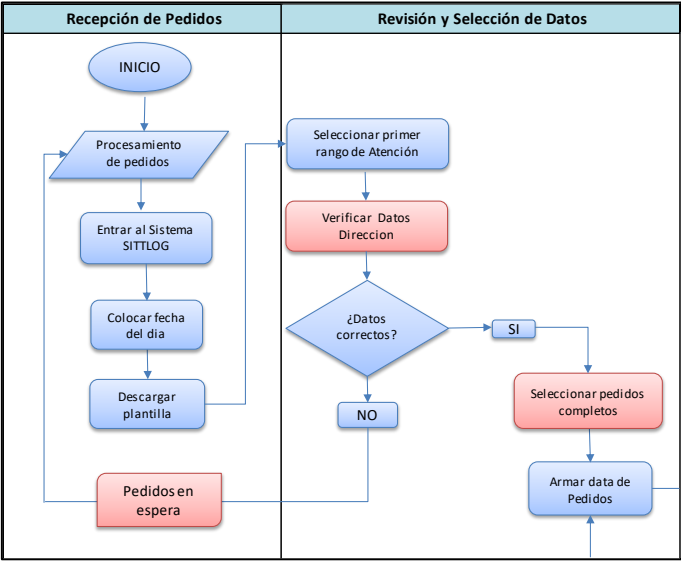 Recepción de Pedidos
Revisión y Selección de Datos
INICIO
Procesamiento
de pedidos
Entrar al Sistema
SITTLOG
Colocar fecha
del dia
Descargar
plantilla
Pedidos en
espera
Seleccionar primer
rango de Atención
Verificar Datos
Direccion
¿Datos
correctos?
SI
NO
Seleccionar pedidos
completos
Armar data de
Pedidos